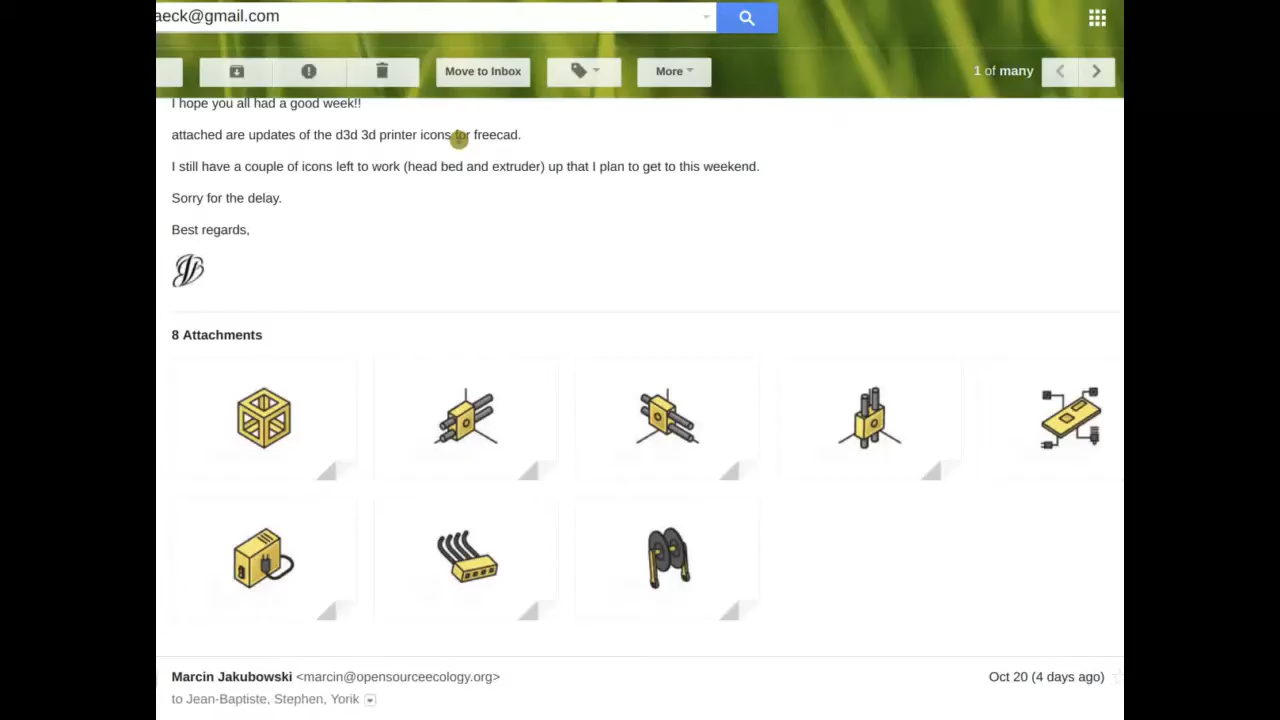 aeck@gmail.com
Move to Inbox
More
1 of many
I hope you all had a good week!!
attached are updates of the d3d 3d printer icons for freecad.
I still have a couple of icons left to work (head bed and extruder) up that I plan to get to this weekend.
Sorry for the delay.
Best regards,
8 Attachments
Marcin Jakubowski <marcin@opensourceecology.org>
Oct 20 (4 days ago)
to Jean-Baptiste, Stephen, Yorik